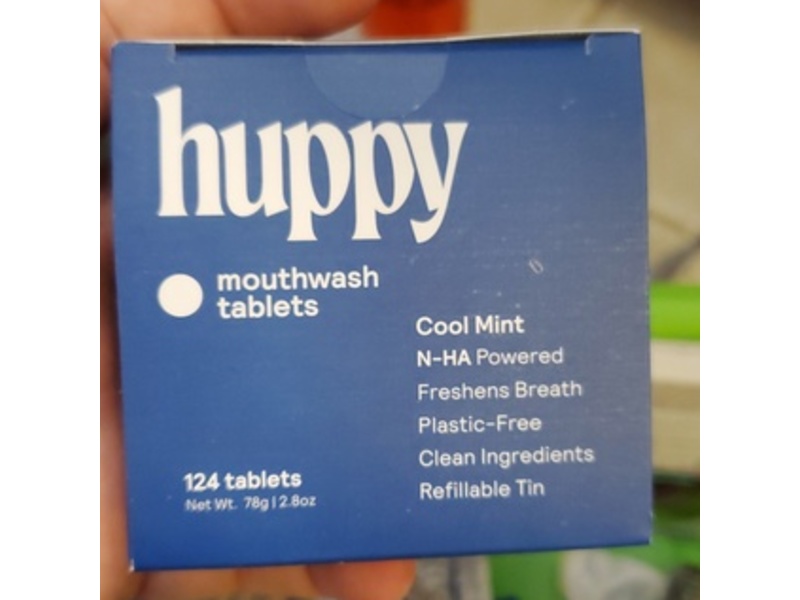 huppy
mouthwash
tablets
Cool Mint
N-HA Powered
Freshens Breath
Plastic-Free
Clean Ingredients
Refillable Tin
124 tablets
Net Wt. 78g | 2.8oz